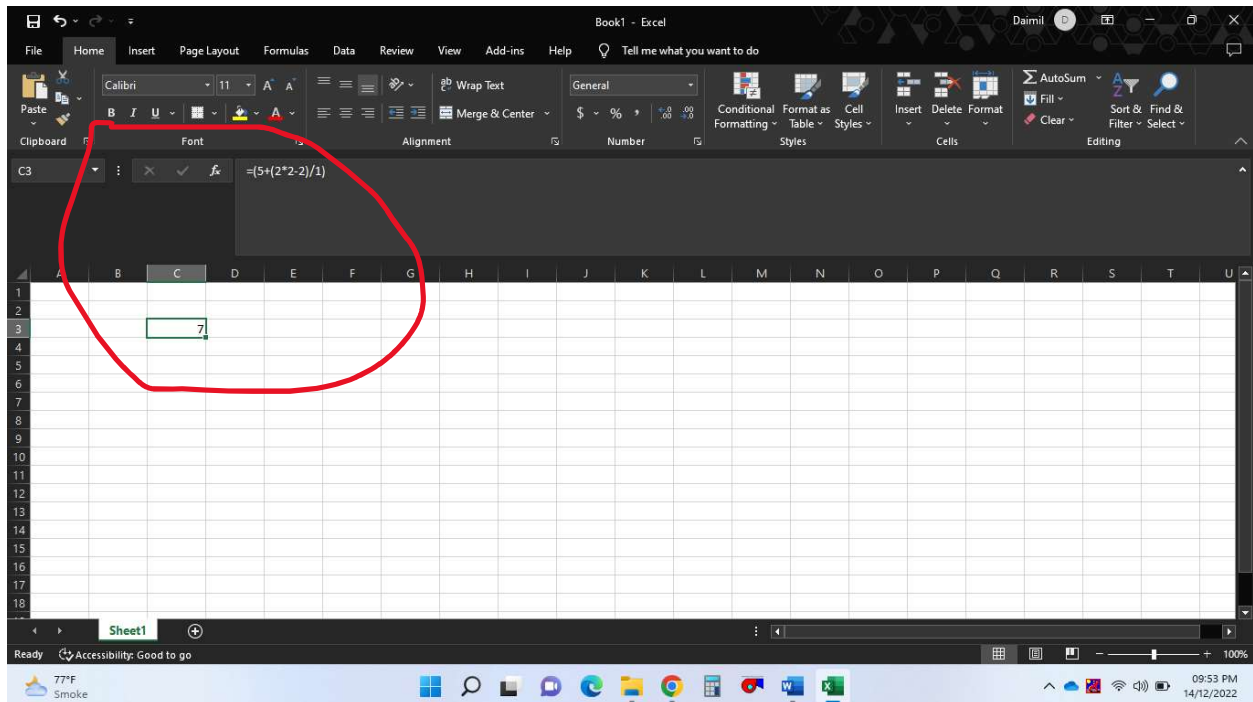 Book1 - Excel
Daimil D
File Home Insert Page Layout Formulas Data Review View Add-ins Help Tell me what you want to do
Paste
Clipboard
Calibri 11 A A
B I U A
Font
ab Wrap Text
Merge & Center
Alignment
General
$ % , .00 .00
Number
Conditional Formatting
Format as Table
Cell Styles
Styles
Insert Delete Format
Cells
AutoSum
Fill
Clear
Sort & Filter
Find & Select
Editing
C3 fx =(5+(2*2-2)/1)
A B C D E F G H I J K L M N O P Q R S T U
1
2
3 7
4
5
6
7
8
9
10
11
12
13
14
15
16
17
18
Sheet1
Ready Accessibility: Good to go 100%
77°F
Smoke
09:53 PM
14/12/2022